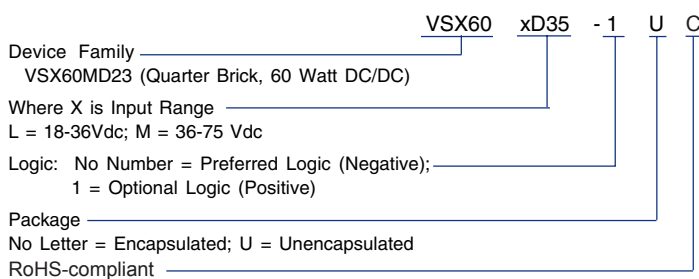 VSX60 xD35 - 1 U C
Device Family
VSX60MD23 (Quarter Brick, 60 Watt DC/DC)
Where X is Input Range
L = 18-36Vdc; M = 36-75 Vdc
Logic: No Number = Preferred Logic (Negative);
1 = Optional Logic (Positive)
Package
No Letter = Encapsulated; U = Unencapsulated
RoHS-compliant